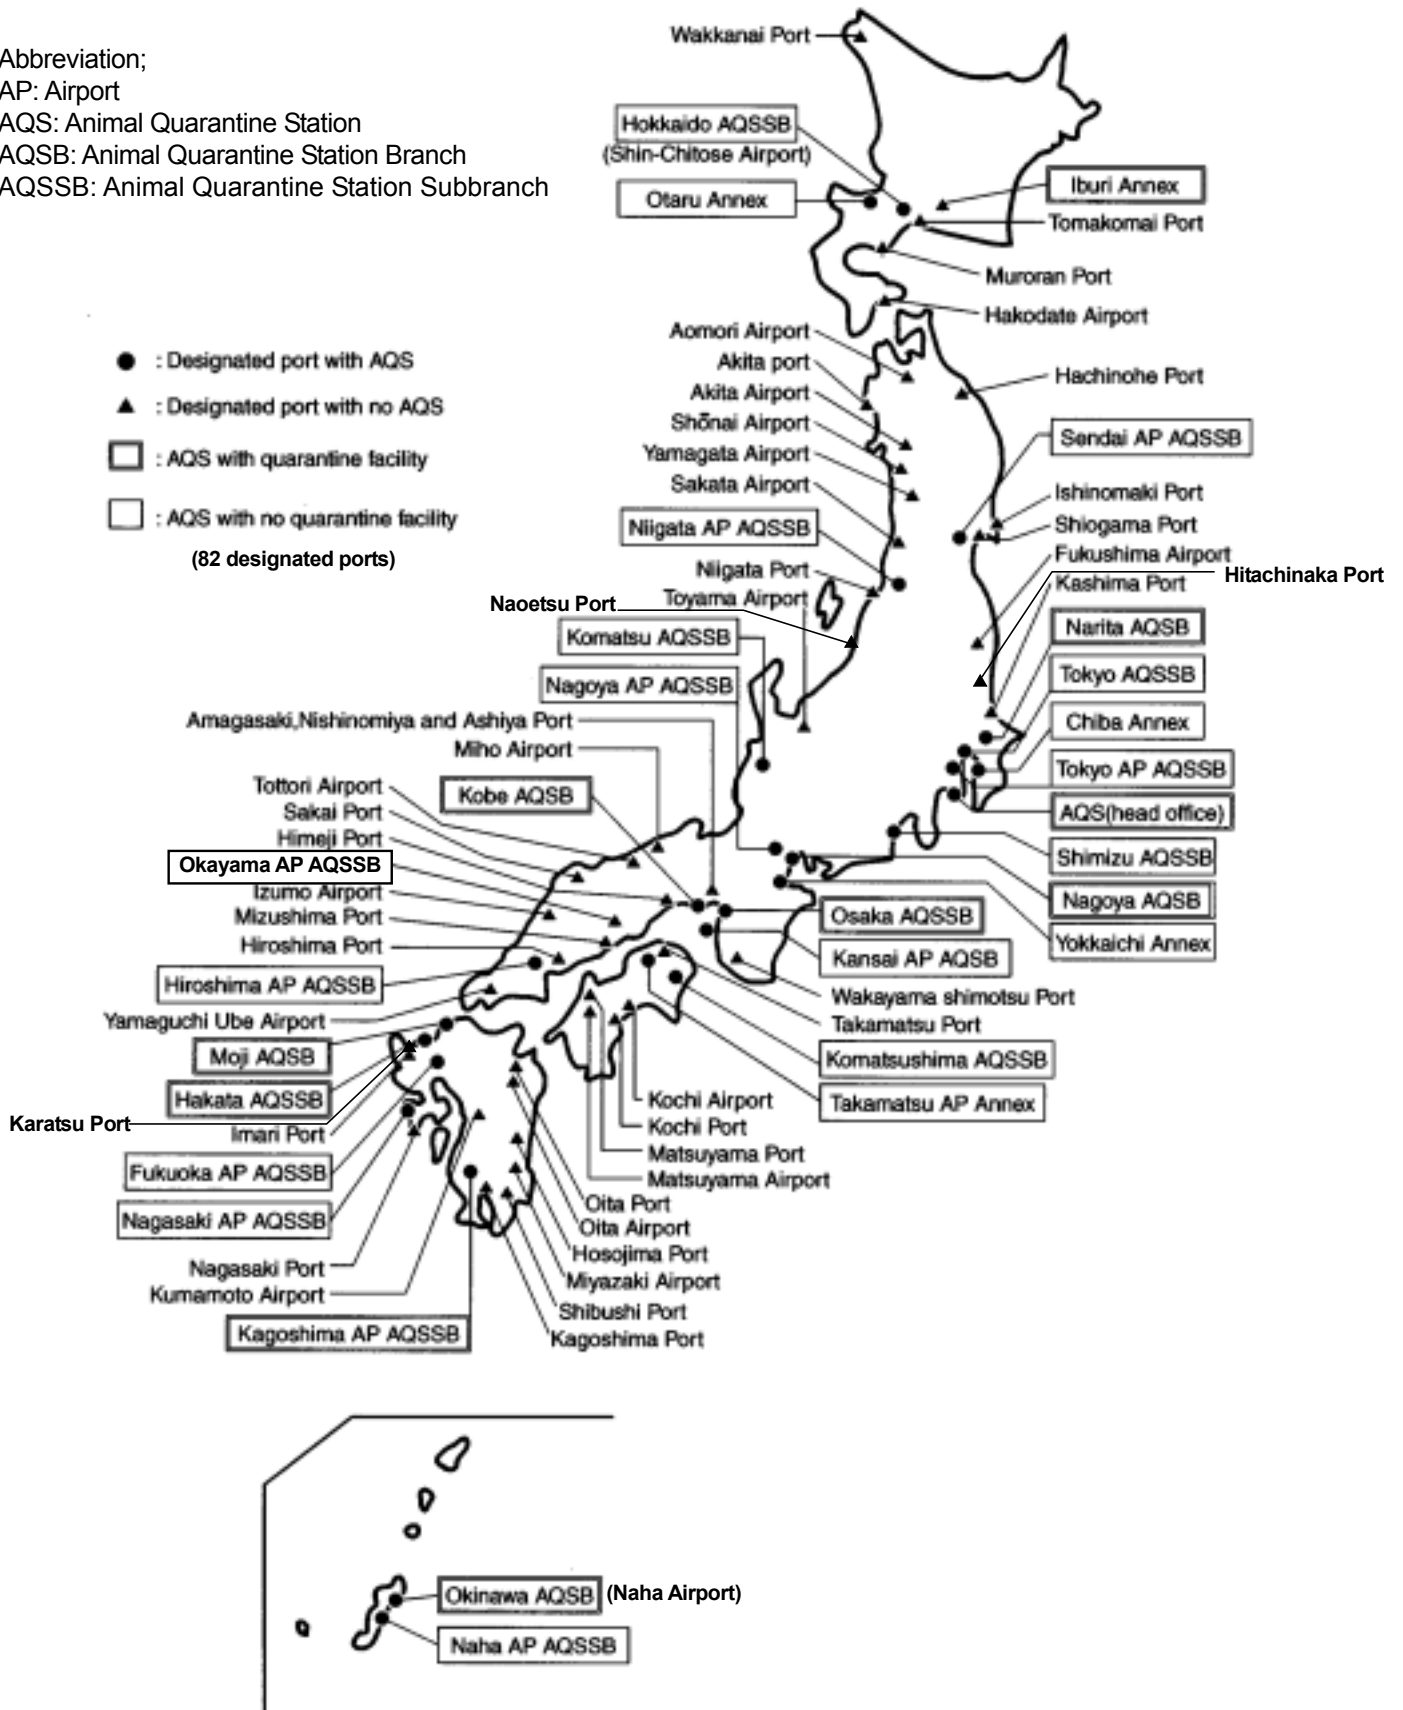 Abbreviation;
AP: Airport
AQS: Animal Quarantine Station
AQSB: Animal Quarantine Station Branch
AQSSB: Animal Quarantine Station Subbranch
: Designated port with AQS
: Designated port with no AQS
: AQS with quarantine facility
: AQS with no quarantine facility
(82 designated ports)
Wakkanai Port
Hokkaido AQSSB
(Shin-Chitose Airport)
Otaru Annex
Iburi Annex
Tomakomai Port
Muroran Port
Hakodate Airport
Aomori Airport
Akita port
Akita Airport
Shōnai Airport
Yamagata Airport
Sakata Airport
Niigata AP AQSSB
Niigata Port
Toyama Airport
Naoetsu Port
Komatsu AQSSB
Nagoya AP AQSSB
Hachinohe Port
Sendai AP AQSSB
Ishinomaki Port
Shiogama Port
Fukushima Airport
Hitachinaka Port
Kashima Port
Narita AQSB
Tokyo AQSSB
Chiba Annex
Tokyo AP AQSSB
AQS(head office)
Shimizu AQSSB
Nagoya AQSB
Yokkaichi Annex
Amagasaki,Nishinomiya and Ashiya Port
Miho Airport
Tottori Airport
Kobe AQSB
Sakai Port
Himeji Port
Okayama AP AQSSB
Izumo Airport
Mizushima Port
Hiroshima Port
Hiroshima AP AQSSB
Yamaguchi Ube Airport
Moji AQSB
Hakata AQSSB
Karatsu Port
Imari Port
Fukuoka AP AQSSB
Nagasaki AP AQSSB
Nagasaki Port
Kumamoto Airport
Kagoshima AP AQSSB
Osaka AQSSB
Kansai AP AQSB
Wakayama shimotsu Port
Takamatsu Port
Komatsushima AQSSB
Takamatsu AP Annex
Kochi Airport
Kochi Port
Matsuyama Port
Matsuyama Airport
Oita Port
Oita Airport
Hosojima Port
Miyazaki Airport
Shibushi Port
Kagoshima Port
Okinawa AQSB (Naha Airport)
Naha AP AQSSB